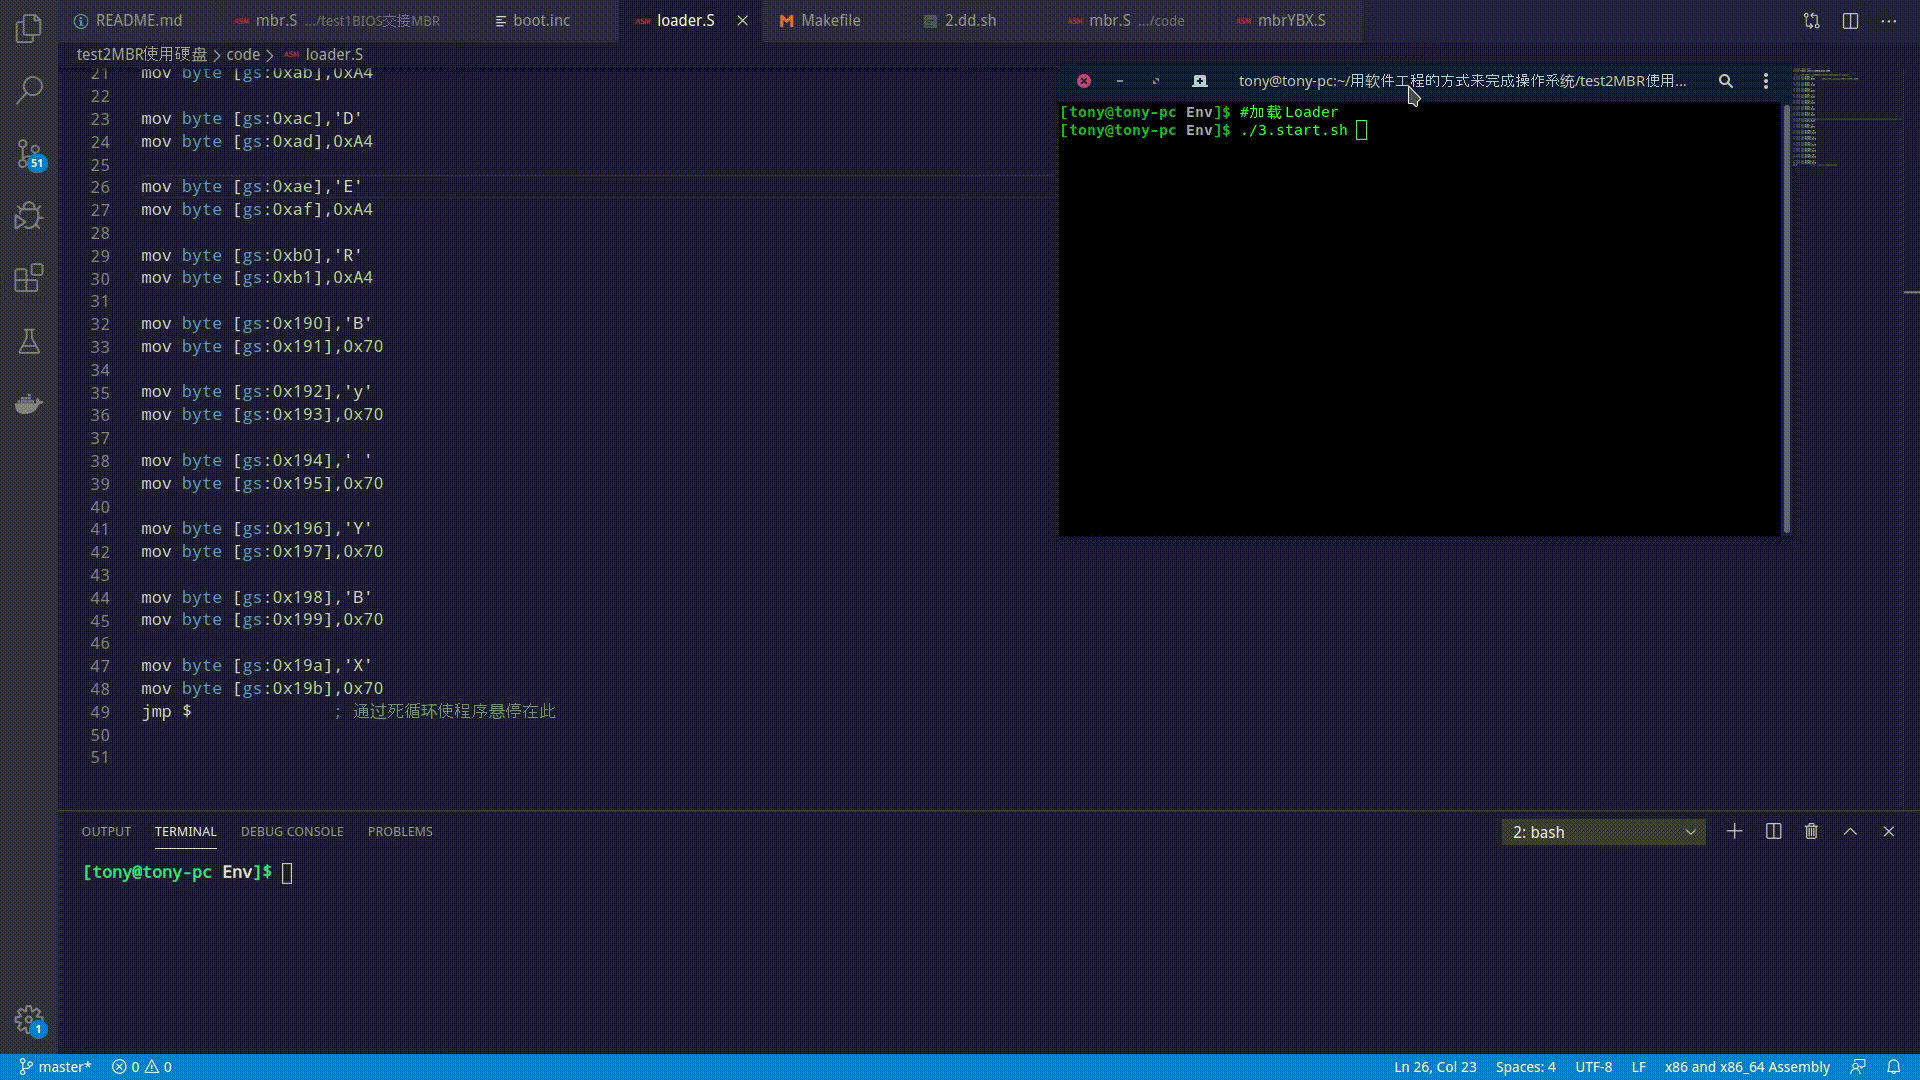 README.md
mbr.S .../test1BIOS交接MBR
boot.inc
loader.S
Makefile
2.dd.sh
mbr.S .../code
mbrYBX.S
test2MBR使用硬盘 > code > loader.S
21 mov byte [gs:0xab],0xA4
22
23 mov byte [gs:0xac],'D'
24 mov byte [gs:0xad],0xA4
25
26 mov byte [gs:0xae],'E'
27 mov byte [gs:0xaf],0xA4
28
29 mov byte [gs:0xb0],'R'
30 mov byte [gs:0xb1],0xA4
31
32 mov byte [gs:0x190],'B'
33 mov byte [gs:0x191],0x70
34
35 mov byte [gs:0x192],'y'
36 mov byte [gs:0x193],0x70
37
38 mov byte [gs:0x194],' '
39 mov byte [gs:0x195],0x70
40
41 mov byte [gs:0x196],'Y'
42 mov byte [gs:0x197],0x70
43
44 mov byte [gs:0x198],'B'
45 mov byte [gs:0x199],0x70
46
47 mov byte [gs:0x19a],'X'
48 mov byte [gs:0x19b],0x70
49 jmp $ ; 通过死循环使程序悬停在此
50
51
tony@tony-pc:~/用软件工程的方式来完成操作系统/test2MBR使用...
[tony@tony-pc Env]$ #加载Loader
[tony@tony-pc Env]$ ./3.start.sh
51
1
OUTPUT TERMINAL DEBUG CONSOLE PROBLEMS
2: bash
[tony@tony-pc Env]$
master* 0 0
Ln 26, Col 23 Spaces: 4 UTF-8 LF x86 and x86_64 Assembly